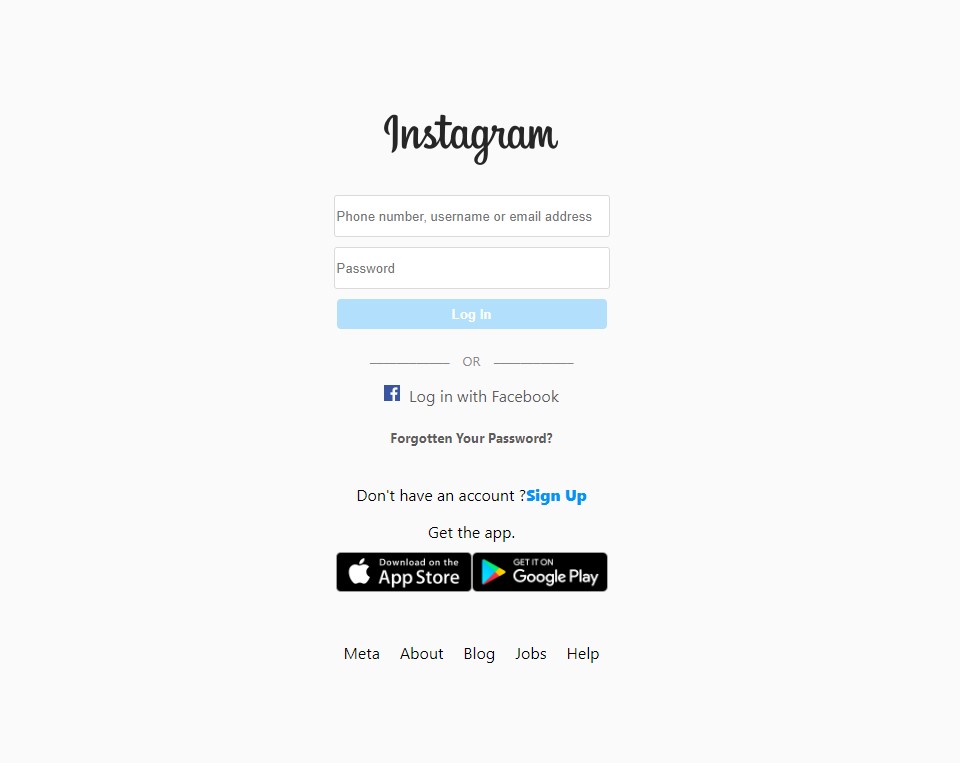 Instagram
Phone number, username or email address
Password
Log In
OR
Log in with Facebook
Forgotten Your Password?
Don't have an account ?Sign Up
Get the app.
Download on the App Store
GET IT ON Google Play
Meta About Blog Jobs Help